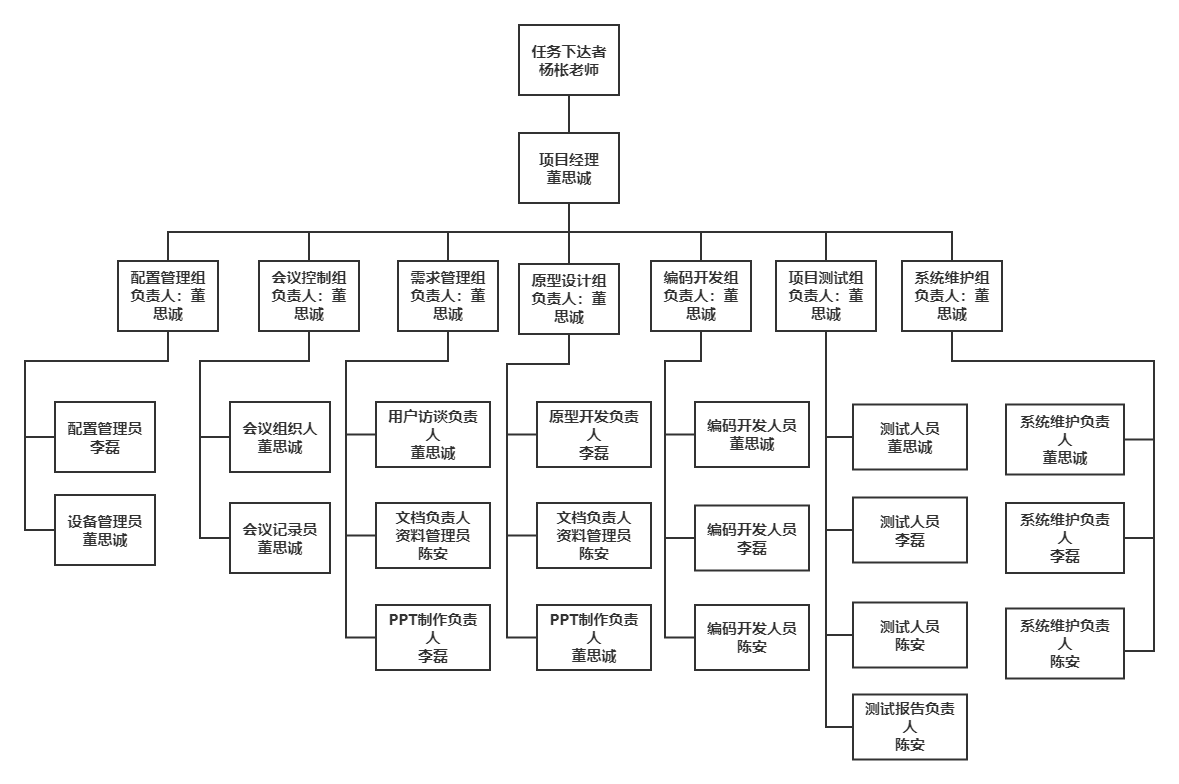 任务下达者
杨枨老师
项目经理
董思诚
配置管理组
负责人：董
思诚
会议控制组
负责人：董
思诚
需求管理组
负责人：董
思诚
原型设计组
负责人：董
思诚
编码开发组
负责人：董
思诚
项目测试组
负责人：董
思诚
系统维护组
负责人：董
思诚
配置管理员
李磊
设备管理员
董思诚
会议组织人
董思诚
会议记录员
董思诚
用户访谈负责
人
董思诚
文档负责人
资料管理员
陈安
PPT制作负责
人
李磊
原型开发负责
人
李磊
文档负责人
资料管理员
陈安
PPT制作负责
人
董思诚
编码开发人员
董思诚
编码开发人员
李磊
编码开发人员
陈安
测试人员
董思诚
测试人员
李磊
测试人员
陈安
测试报告负责
人
陈安
系统维护负责
人
董思诚
系统维护负责
人
李磊
系统维护负责
人
陈安